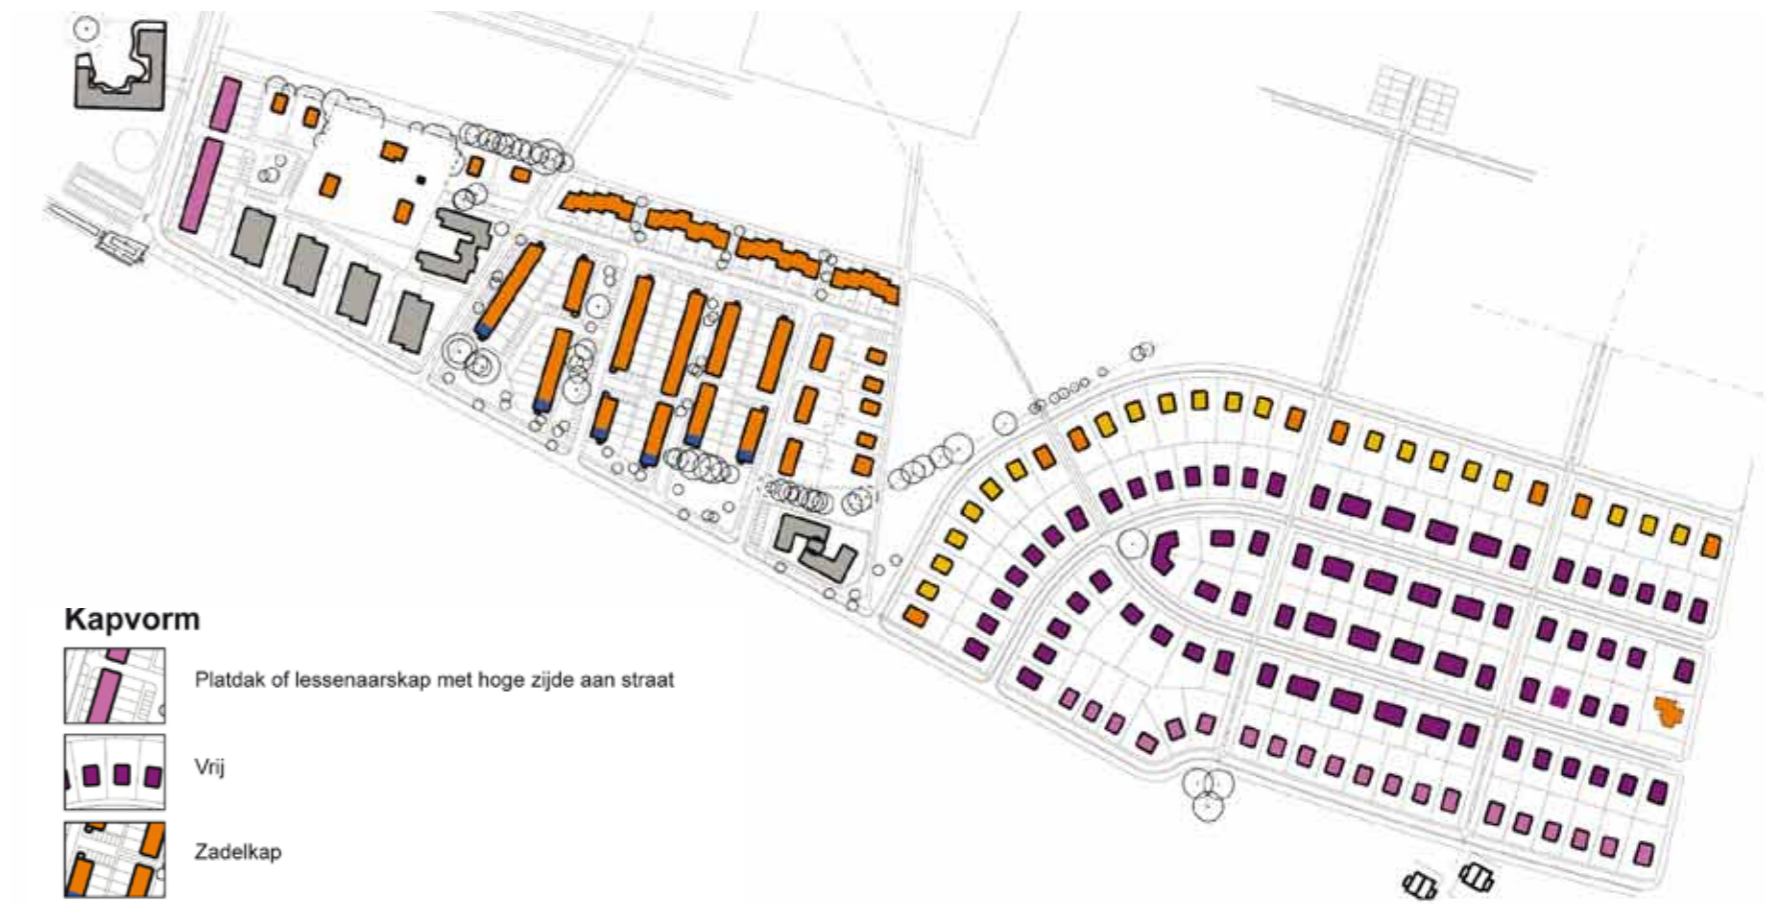 Kapvorm
Platdak of lessenaarskap met hoge zijde aan straat
Vrij
Zadelkap